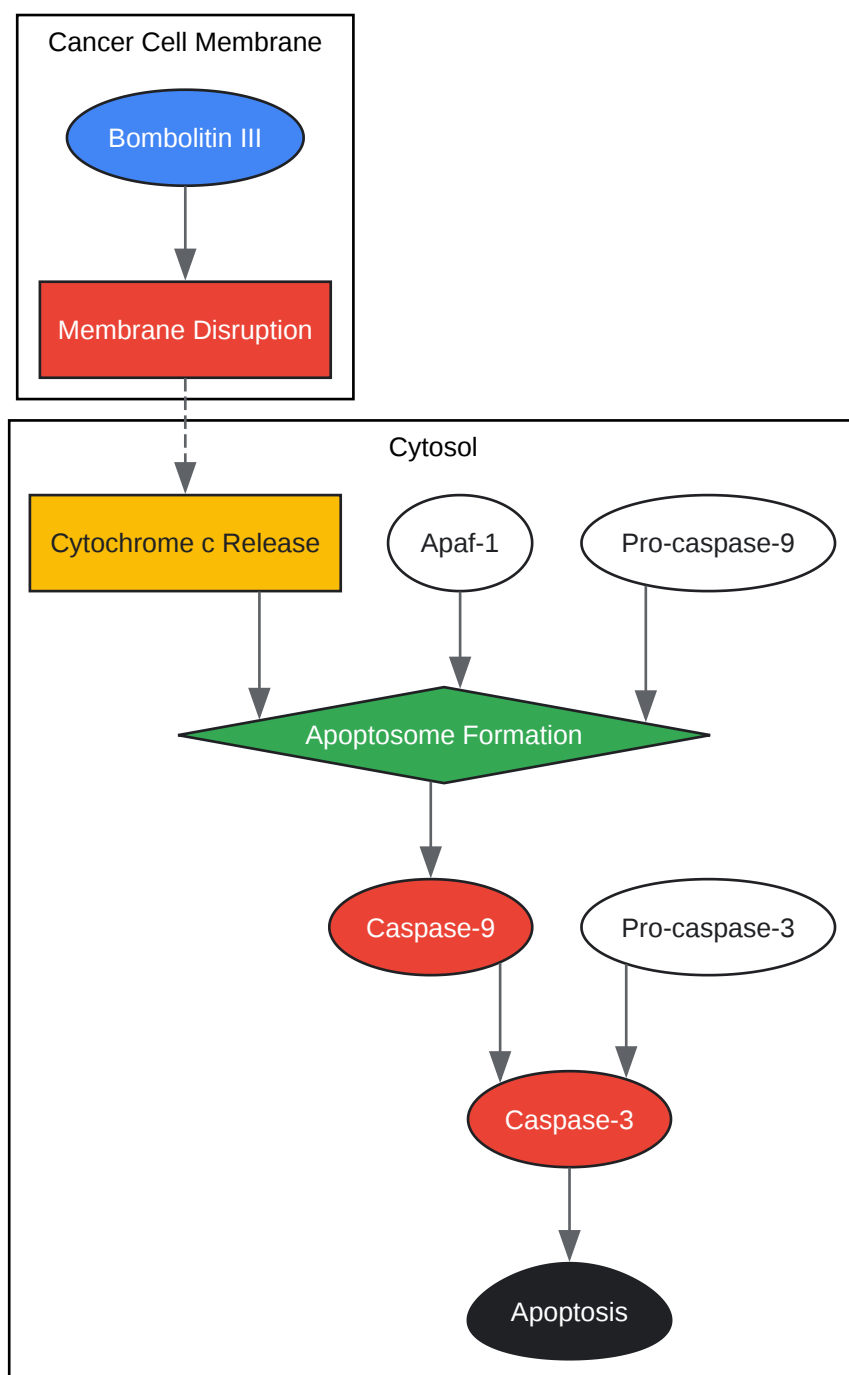 Cancer Cell Membrane
Bombolitin III
Membrane Disruption
Cytosol
Cytochrome c Release
Apaf-1
Pro-caspase-9
Apoptosome Formation
Caspase-9
Pro-caspase-3
Caspase-3
Apoptosis